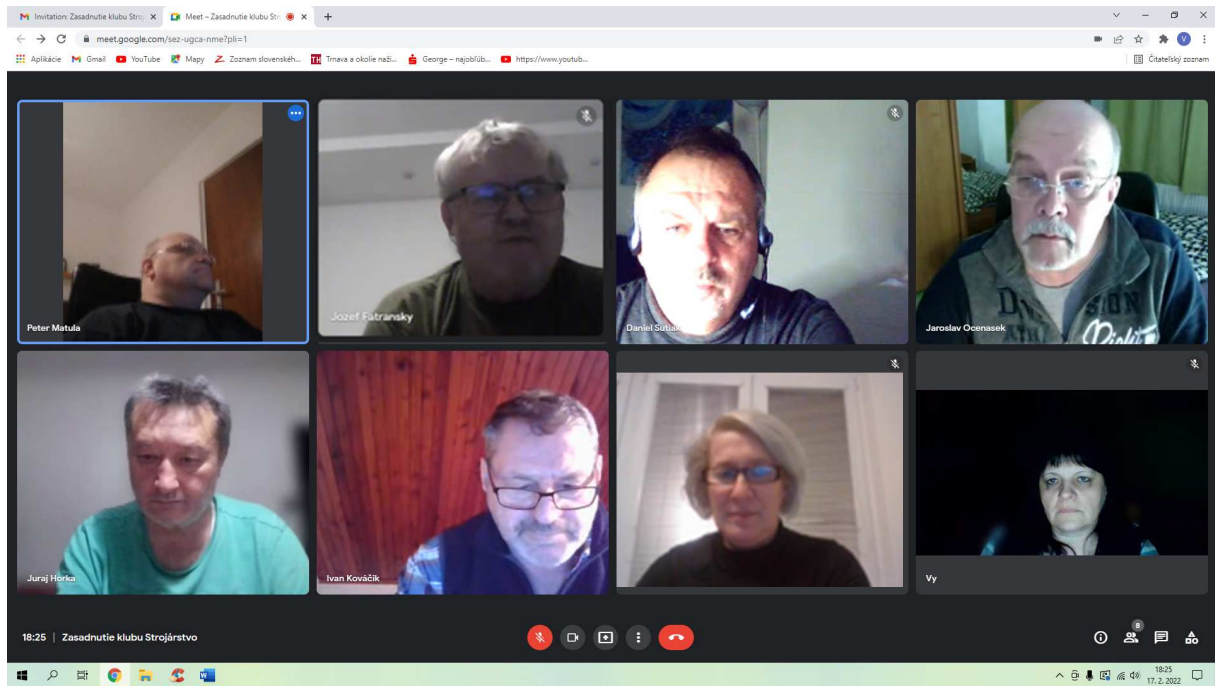 Invitation: Zasadnutie klubu Stroj
Meet – Zasadnutie klubu Str
meet.google.com/sez-ugca-nme?pli=1
V
Aplikácie Gmail YouTube Mapy Zoznam slovenskéh... Trnava a okolie naži... George – najobľúb... https://www.youtub... Čitateľský zoznam
Peter Matula
Jozef Fatransky
Daniel Sutiak
Jaroslav Ocenasek
Juraj Horka
Ivan Kováčik
Vy
18:25 | Zasadnutie klubu Strojárstvo
8
18:25
17. 2. 2022